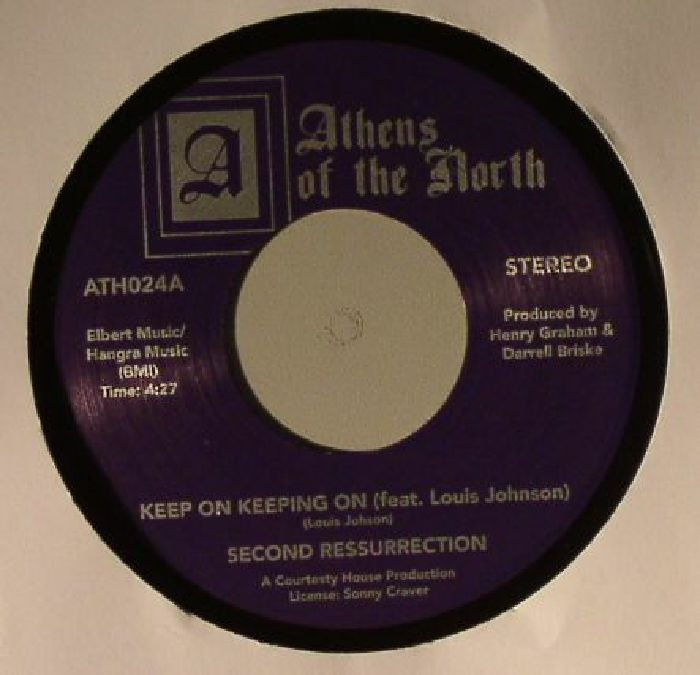 A
Athens
of the North
ATH024A
STEREO
Elbert Music/
Hangra Music
(BMI)
Time: 4:27
Produced by
Henry Graham &
Darrell Brisko
KEEP ON KEEPING ON (feat. Louis Johnson)
(Louis Johson)
SECOND RESSURRECTION
A Courtesty House Production
License: Sonny Craver